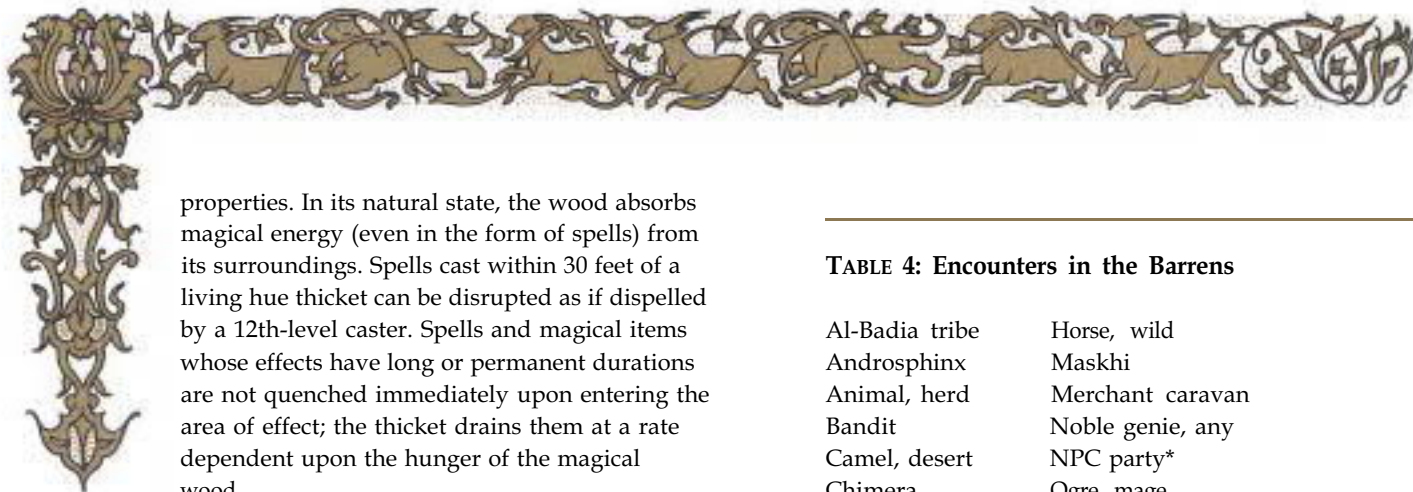 properties. In its natural state, the wood absorbs
magical energy (even in the form of spells) from
its surroundings. Spells cast within 30 feet of a
living hue thicket can be disrupted as if dispelled
by a 12th-level caster. Spells and magical items
whose effects have long or permanent durations
are not quenched immediately upon entering the
area of effect; the thicket drains them at a rate
dependent upon the hunger of the magical
wood.
TABLE 4: Encounters in the Barrens
Al-Badia tribe Horse, wild
Androsphinx Maskhi
Animal, herd Merchant caravan
Bandit Noble genie, any
Camel, desert NPC party*
Chimera Ogre, mage